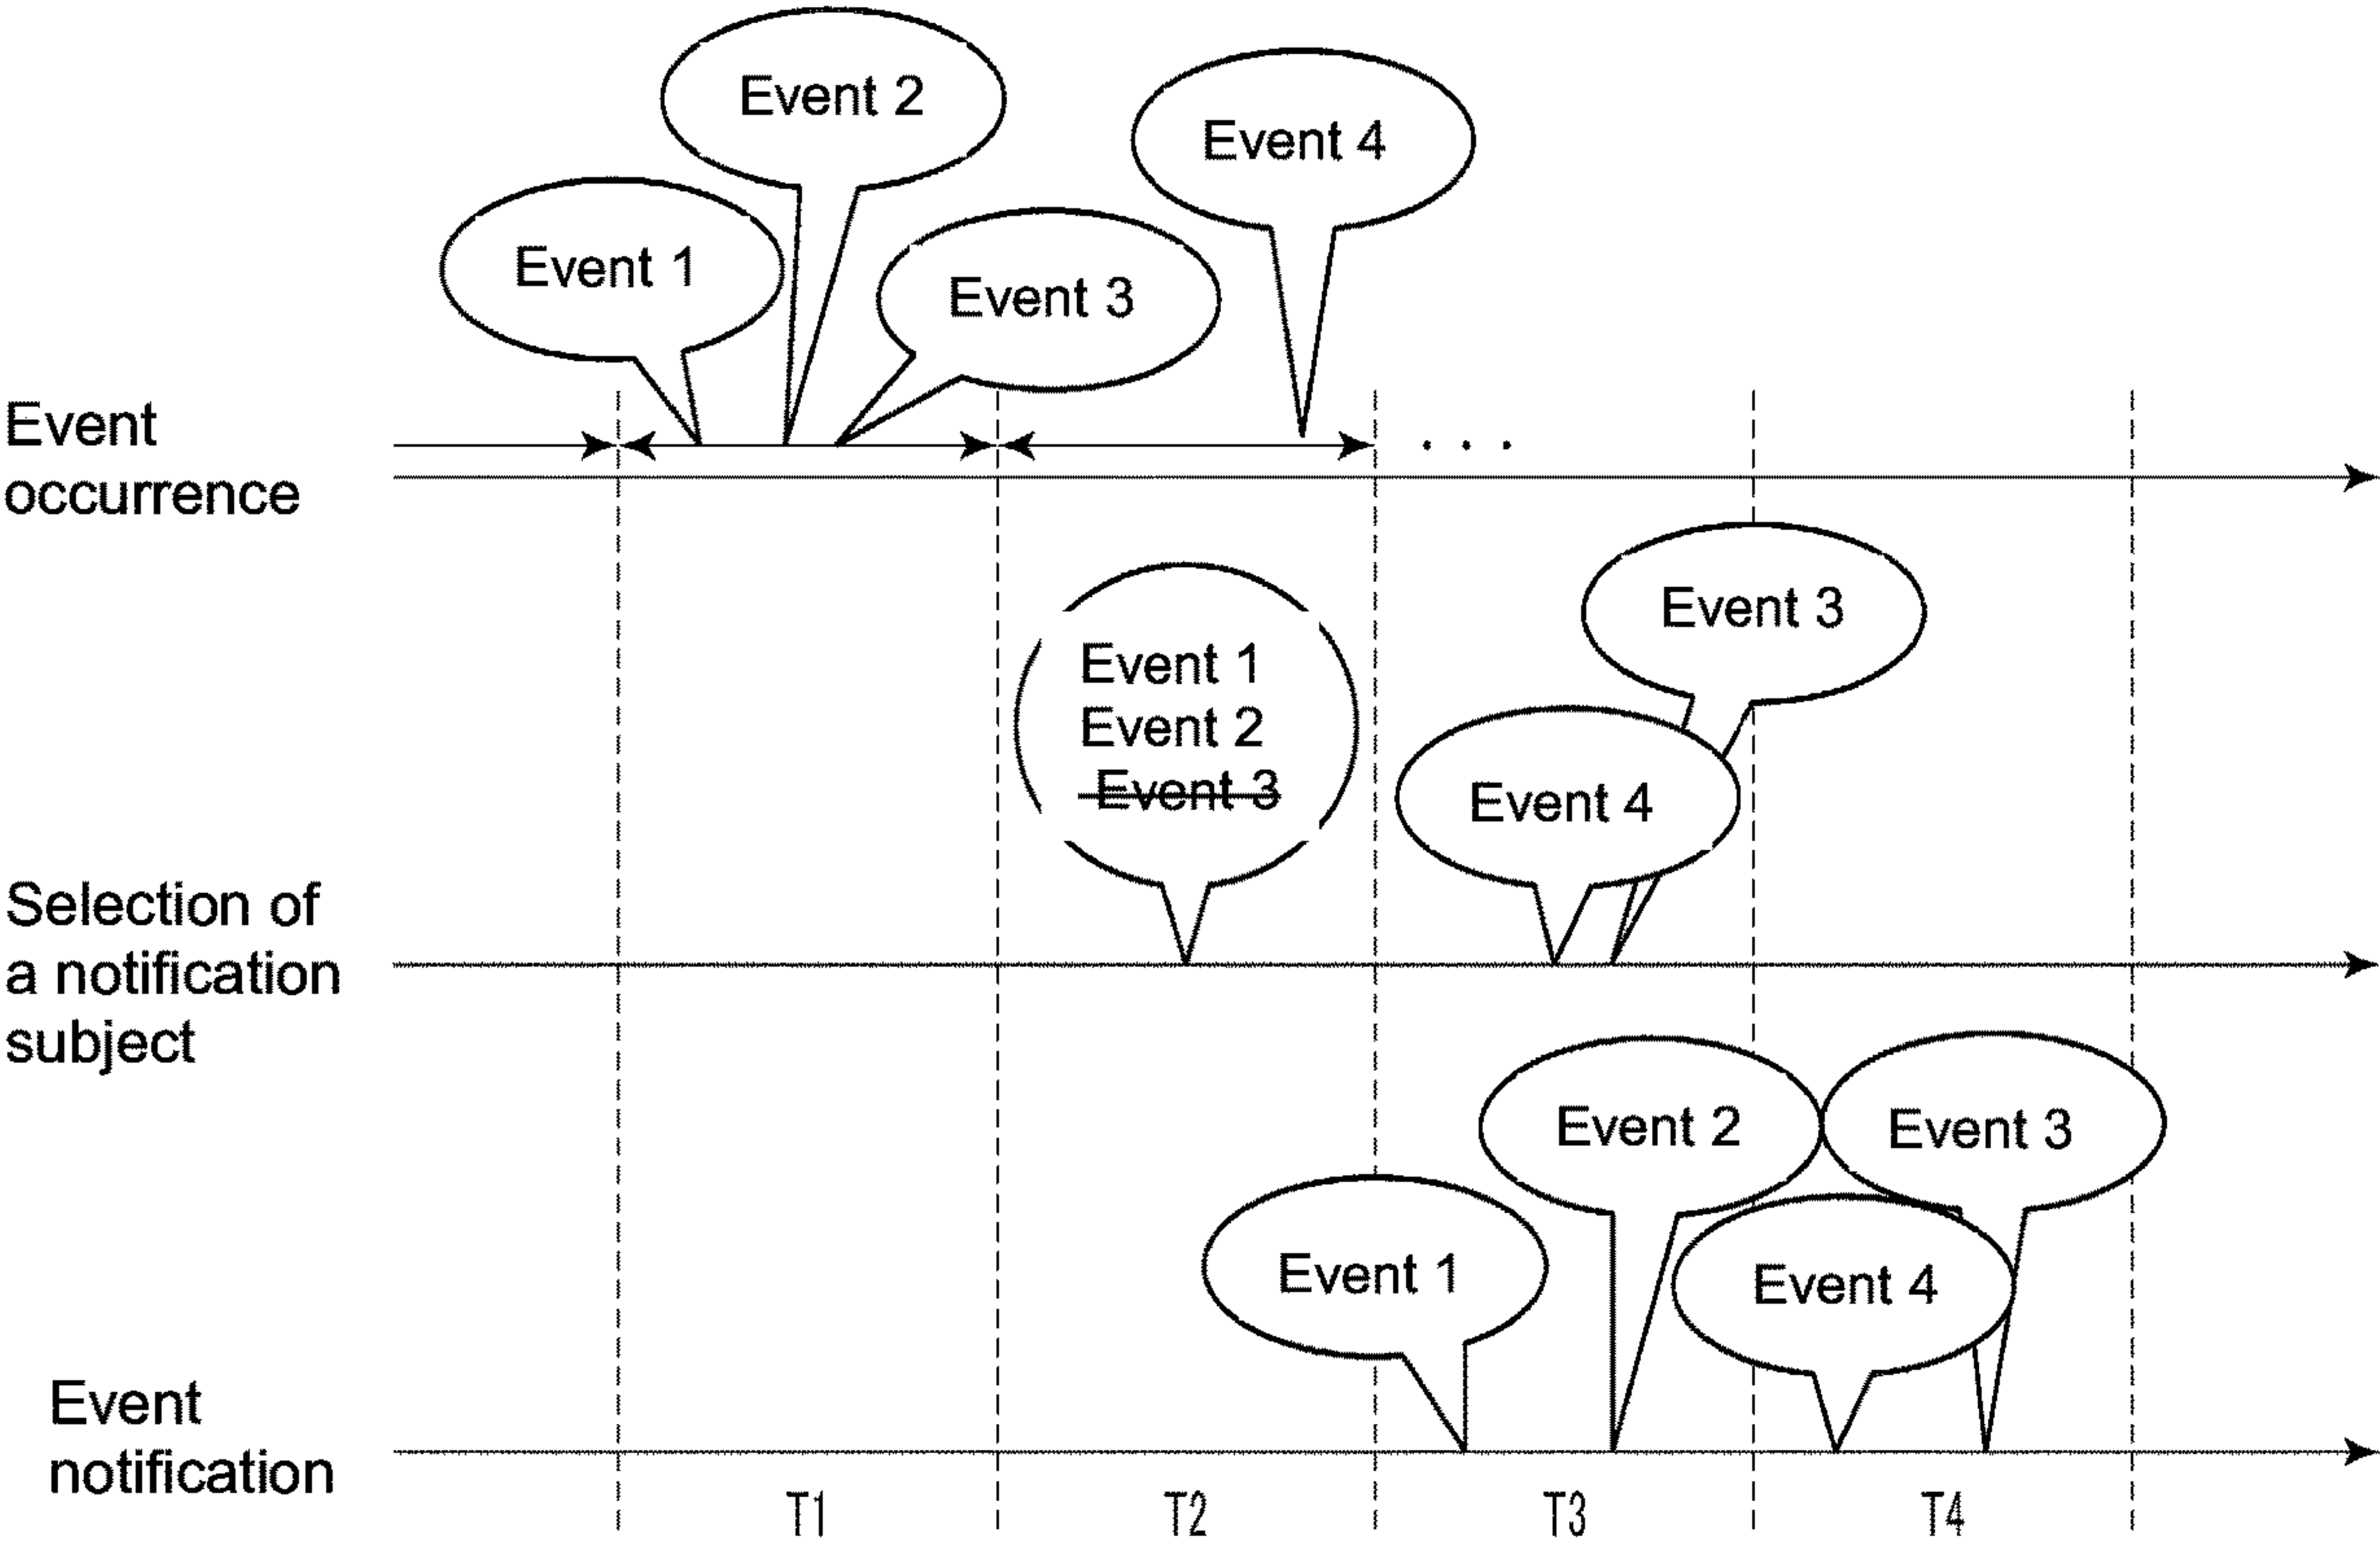 Event 2
Event 4
Event 1
Event 3
Event
occurrence
. . .
Event 3
Event 1
Event 2
Event 3
Event 4
Selection of
a notification
subject
Event 2
Event 3
Event 1
Event 4
Event
notification
T1
T2
T3
T4